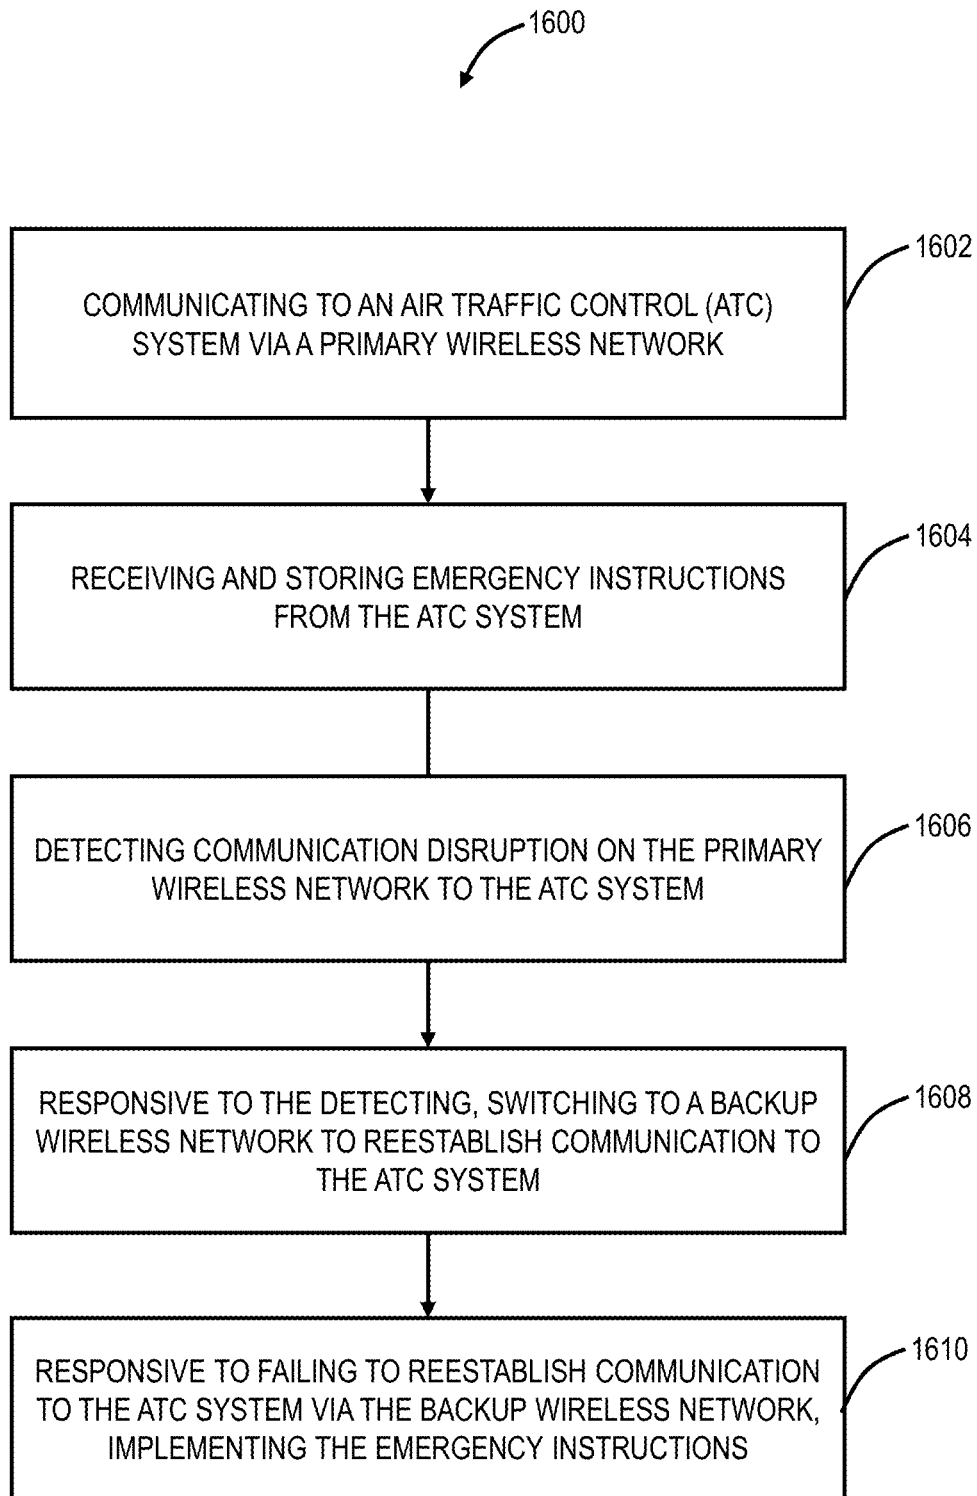 1600
1602
COMMUNICATING TO AN AIR TRAFFIC CONTROL (ATC)
SYSTEM VIA A PRIMARY WIRELESS NETWORK
1604
RECEIVING AND STORING EMERGENCY INSTRUCTIONS
FROM THE ATC SYSTEM
1606
DETECTING COMMUNICATION DISRUPTION ON THE PRIMARY
WIRELESS NETWORK TO THE ATC SYSTEM
1608
RESPONSIVE TO THE DETECTING, SWITCHING TO A BACKUP
WIRELESS NETWORK TO REESTABLISH COMMUNICATION TO
THE ATC SYSTEM
1610
RESPONSIVE TO FAILING TO REESTABLISH COMMUNICATION
TO THE ATC SYSTEM VIA THE BACKUP WIRELESS NETWORK,
IMPLEMENTING THE EMERGENCY INSTRUCTIONS